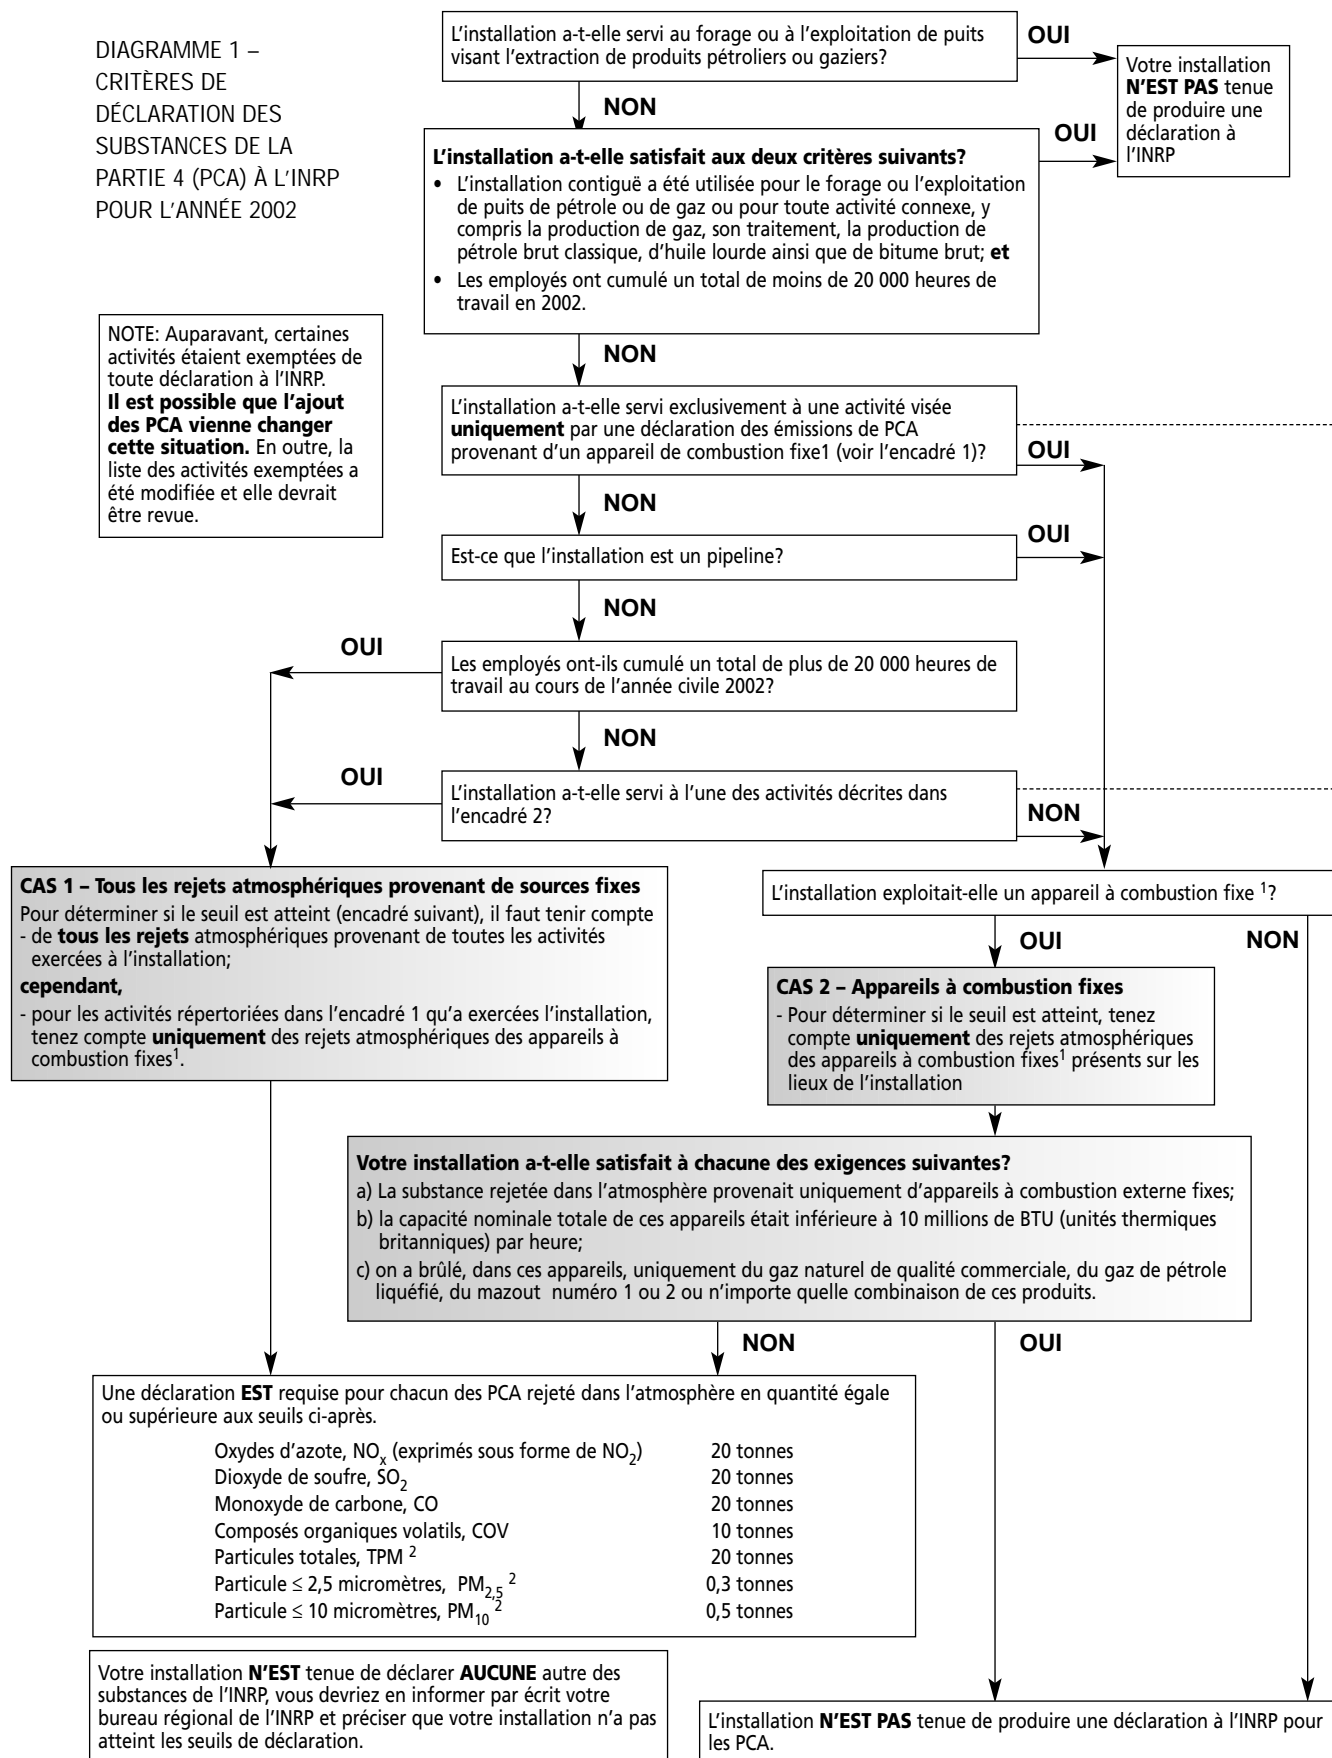 DIAGRAMME 1 –
CRITÈRES DE
DÉCLARATION DES
SUBSTANCES DE LA
PARTIE 4 (PCA) À L'INRP
POUR L'ANNÉE 2002
L'installation a-t-elle servi au forage ou à l'exploitation de puits
visant l'extraction de produits pétroliers ou gaziers?
OUI
Votre installation
N'EST PAS tenue
de produire une
déclaration à
l'INRP
NON
L'installation a-t-elle satisfait aux deux critères suivants?
• L'installation contiguë a été utilisée pour le forage ou l'exploitation
de puits de pétrole ou de gaz ou pour toute activité connexe, y
compris la production de gaz, son traitement, la production de
pétrole brut classique, d'huile lourde ainsi que de bitume brut; et
• Les employés ont cumulé un total de moins de 20 000 heures de
travail en 2002.
OUI
NOTE: Auparavant, certaines
activités étaient exemptées de
toute déclaration à l'INRP.
Il est possible que l'ajout
des PCA vienne changer
cette situation. En outre, la
liste des activités exemptées a
été modifiée et elle devrait
être revue.
NON
L'installation a-t-elle servi exclusivement à une activité visée
uniquement par une déclaration des émissions de PCA
provenant d'un appareil de combustion fixe1 (voir l'encadré 1)?
OUI
NON
Est-ce que l'installation est un pipeline?
OUI
NON
OUI
Les employés ont-ils cumulé un total de plus de 20 000 heures de
travail au cours de l'année civile 2002?
NON
OUI
L'installation a-t-elle servi à l'une des activités décrites dans
l'encadré 2?
NON
CAS 1 – Tous les rejets atmosphériques provenant de sources fixes
Pour déterminer si le seuil est atteint (encadré suivant), il faut tenir compte
- de tous les rejets atmosphériques provenant de toutes les activités
exercées à l'installation;
cependant,
- pour les activités répertoriées dans l'encadré 1 qu'a exercées l'installation,
tenez compte uniquement des rejets atmosphériques des appareils à
combustion fixes1.
L'installation exploitait-elle un appareil à combustion fixe 1?
OUI
NON
CAS 2 – Appareils à combustion fixes
- Pour déterminer si le seuil est atteint, tenez
compte uniquement des rejets atmosphériques
des appareils à combustion fixes1 présents sur les
lieux de l'installation
Votre installation a-t-elle satisfait à chacune des exigences suivantes?
a) La substance rejetée dans l'atmosphère provenait uniquement d'appareils à combustion externe fixes;
b) la capacité nominale totale de ces appareils était inférieure à 10 millions de BTU (unités thermiques
britanniques) par heure;
c) on a brûlé, dans ces appareils, uniquement du gaz naturel de qualité commerciale, du gaz de pétrole
liquéfié, du mazout numéro 1 ou 2 ou n'importe quelle combinaison de ces produits.
NON
OUI
Une déclaration EST requise pour chacun des PCA rejeté dans l'atmosphère en quantité égale
ou supérieure aux seuils ci-après.
Oxydes d'azote, NOx (exprimés sous forme de NO2) 20 tonnes
Dioxyde de soufre, SO2 20 tonnes
Monoxyde de carbone, CO 20 tonnes
Composés organiques volatils, COV 10 tonnes
Particules totales, TPM 2 20 tonnes
Particule ≤ 2,5 micromètres, PM2,5 2 0,3 tonnes
Particule ≤ 10 micromètres, PM10 2 0,5 tonnes
Votre installation N'EST tenue de déclarer AUCUNE autre des
substances de l'INRP, vous devriez en informer par écrit votre
bureau régional de l'INRP et préciser que votre installation n'a pas
atteint les seuils de déclaration.
L'installation N'EST PAS tenue de produire une déclaration à l'INRP pour
les PCA.